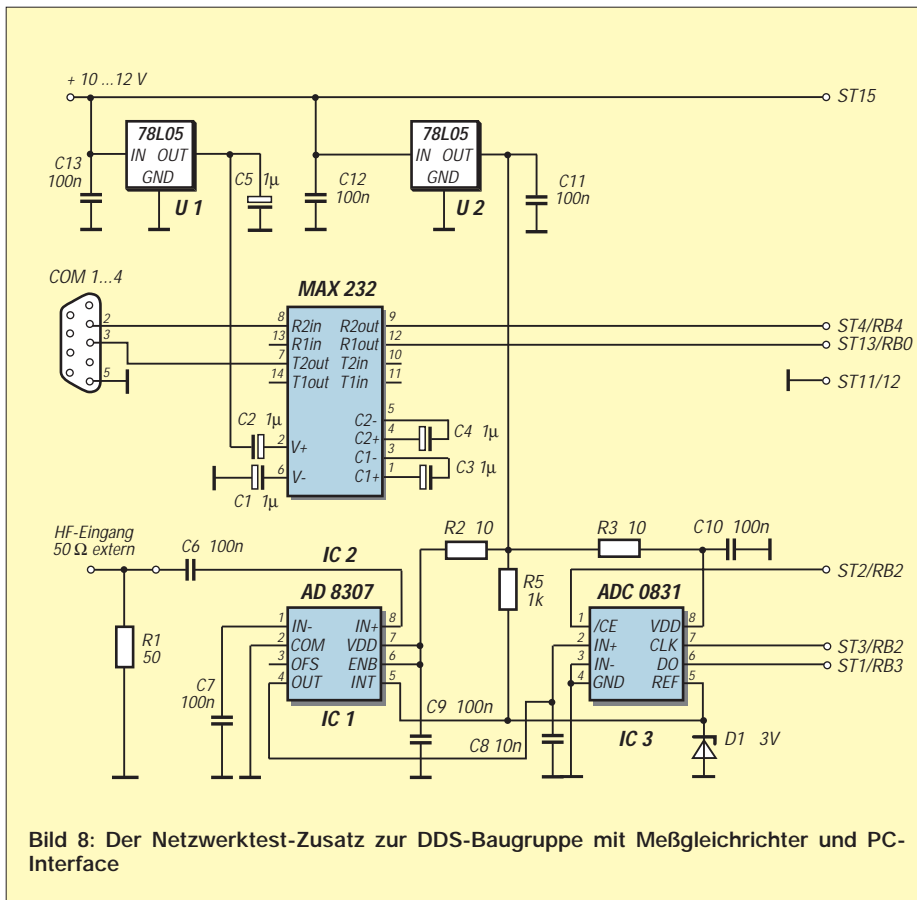 + 10 ...12 V
ST15
78L05
IN OUT
GND
U 1
C13
100n
C5 1µ
C12
100n
78L05
IN OUT
GND
U 2
C11
100n
COM 1...4
2
3
5
MAX 232
8 R2in R2out 9
13 R1in R1out 12
7 T2out T2in 10
14 T1out T1in 11
C2- 5
C2+ 4
2 V+ C1- 3
6 V- C1+ 1
C2 1µ
C1 1µ
C4 1µ
C3 1µ
ST4/RB4
ST13/RB0
ST11/12
HF-Eingang
50 Ω extern
C6 100n
IC 2
R1
50
C7
100n
AD 8307
1 IN- IN+ 8
2 COM VDD 7
3 OFS ENB 6
4 OUT INT 5
IC 1
R2 10
R3 10
C10 100n
R5
1k
C9 100n
C8 10n
ADC 0831
1 /CE VDD 8
2 IN+ CLK 7
3 IN- DO 6
4 GND REF 5
IC 3
D1 3V
ST2/RB2
ST3/RB2
ST1/RB3
Bild 8: Der Netzwerktest-Zusatz zur DDS-Baugruppe mit Meßgleichrichter und PC-
Interface